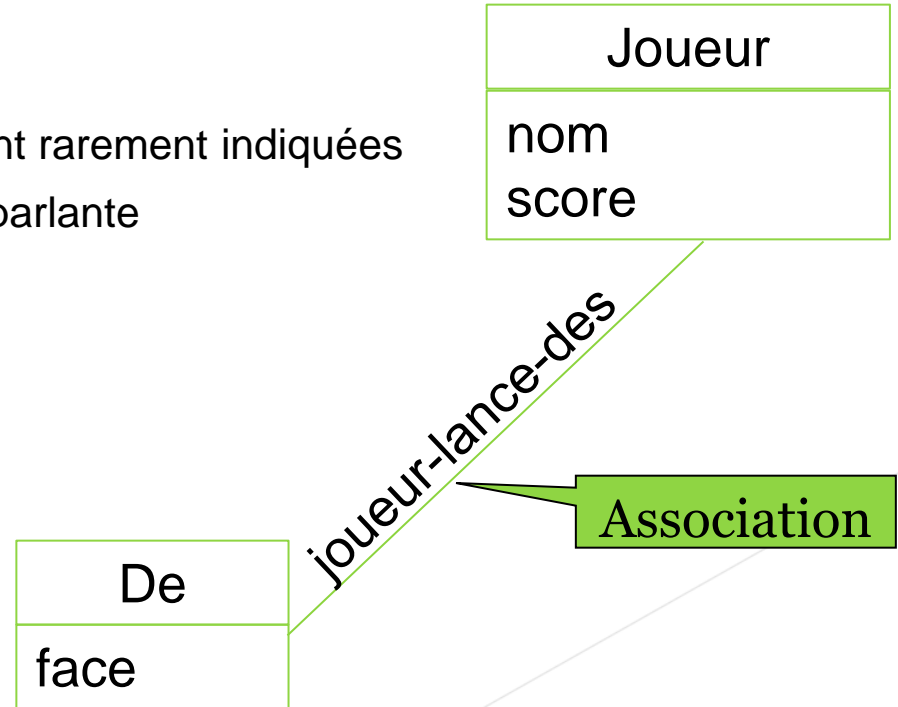 Joueur
nt rarement indiquées
parlante
nom
score
joueur-lance-des
Association
De
face